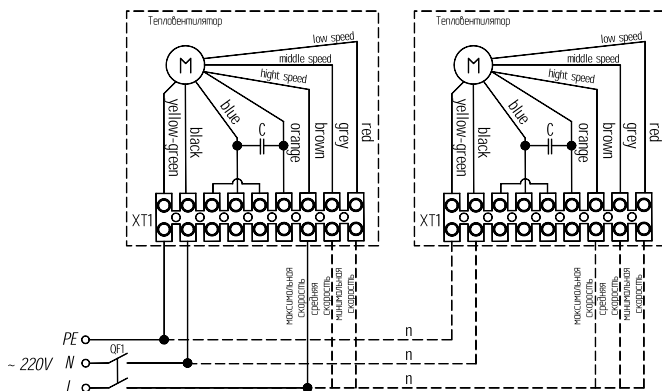 Тепловентилятор
M
low speed
middle speed
hight speed
yellow-green
black
blue
C
orange
brown
grey
red
XT1
максимальная
скорость
средняя
скорость
минимальная
скорость
Тепловентилятор
M
low speed
middle speed
hight speed
yellow-green
black
blue
C
orange
brown
grey
red
XT1
максимальная
скорость
средняя
скорость
минимальная
скорость
PE
n
~ 220V
N
QF1
n
L
n